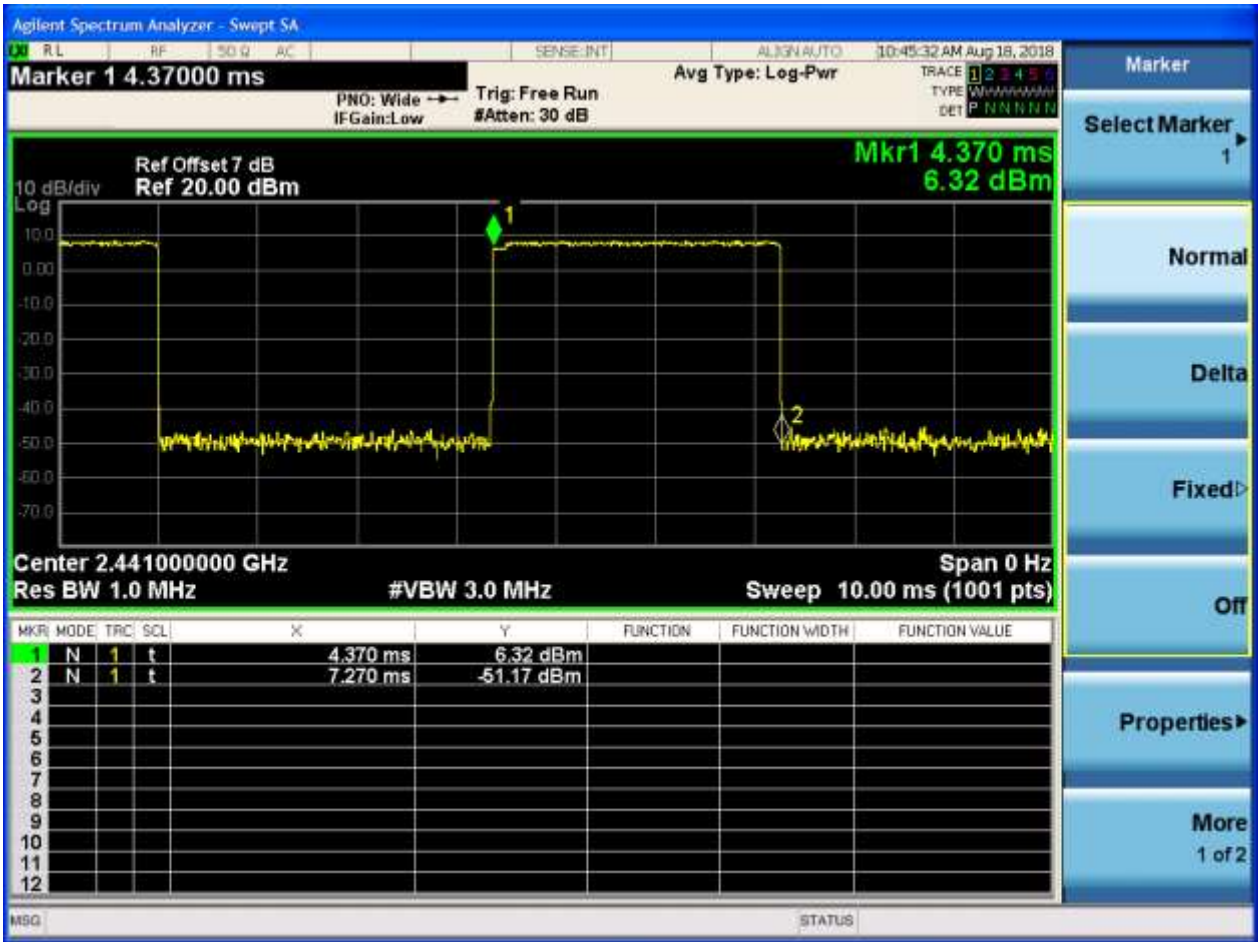 Agilent Spectrum Analyzer - Swept SA
LXI RL RF 50 Ω AC SENSE:INT ALIGN AUTO 10:45:32 AM Aug 18, 2018
Marker 1 4.37000 ms
PNO: Wide
IFGain:Low
Trig: Free Run
#Atten: 30 dB
Avg Type: Log-Pwr
TRACE 1 2 3 4 5 6
TYPE
DET P N N N N N
Ref Offset 7 dB
10 dB/div Ref 20.00 dBm
Log
Mkr1 4.370 ms
6.32 dBm
10.0
0.00
-10.0
-20.0
-30.0
-40.0
-50.0
-60.0
-70.0
1
2
Center 2.441000000 GHz Span 0 Hz
Res BW 1.0 MHz #VBW 3.0 MHz Sweep 10.00 ms (1001 pts)
MKR MODE TRC SCL X Y FUNCTION FUNCTION WIDTH FUNCTION VALUE
1 N 1 t 4.370 ms 6.32 dBm
2 N 1 t 7.270 ms -51.17 dBm
3
4
5
6
7
8
9
10
11
12
MSG STATUS
Marker
Select Marker
1
Normal
Delta
Fixed
Off
Properties
More
1 of 2